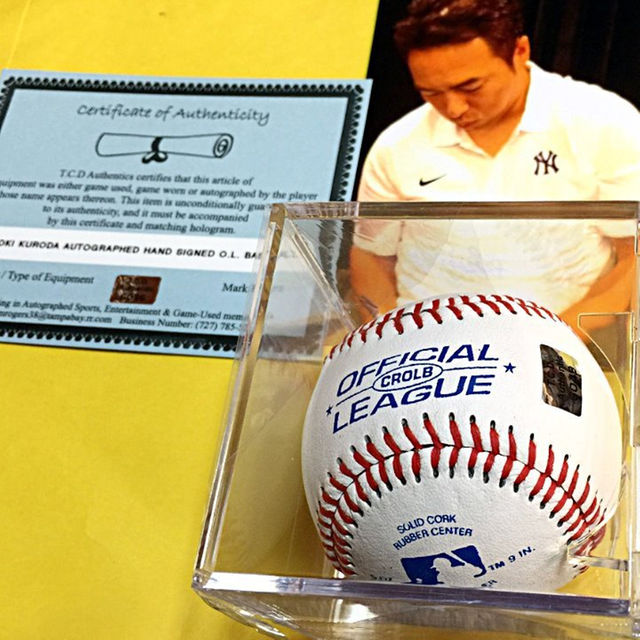 Certificate of Authenticity
T.C.D Authentics certifies that this article of
equipment was either game used, game worn or autographed by the player
whose name appears thereon. This item is unconditionally
to its authenticity, and it must be accompanied
by this certificate and matching hologram.
OKI KURODA AUTOGRAPHED HAND SIGNED O.L.
/ Type of Equipment
Mark
ing in Autographed Sports, Entertainment & Game-Used
Business Number: (727) 785-
NY
OFFICIAL
CROLB
LEAGUE
SOLID CORK
RUBBER CENTER
TM 9 IN.